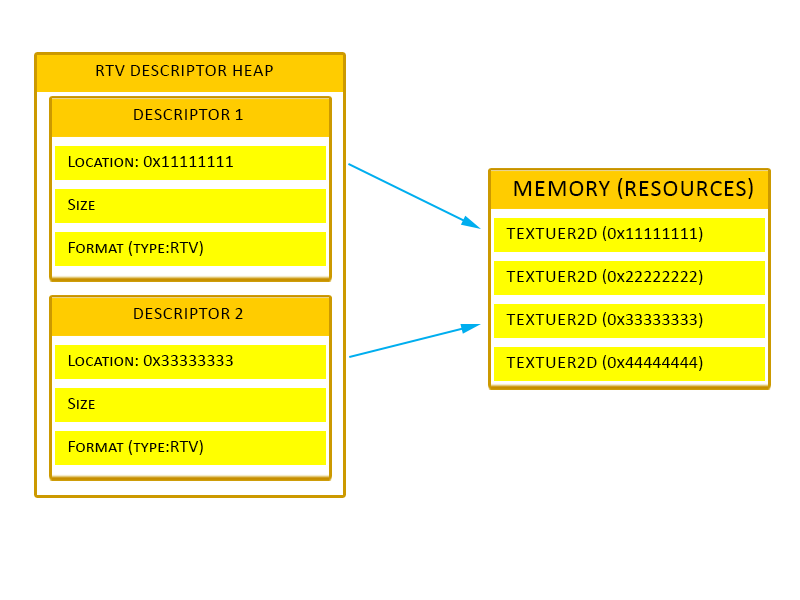 RTV DESCRIPTOR HEAP
DESCRIPTOR 1
Location: 0x11111111
Size
Format (type:RTV)
DESCRIPTOR 2
Location: 0x33333333
Size
Format (type:RTV)
MEMORY (RESOURCES)
TEXTUER2D (0x11111111)
TEXTUER2D (0x22222222)
TEXTUER2D (0x33333333)
TEXTUER2D (0x44444444)